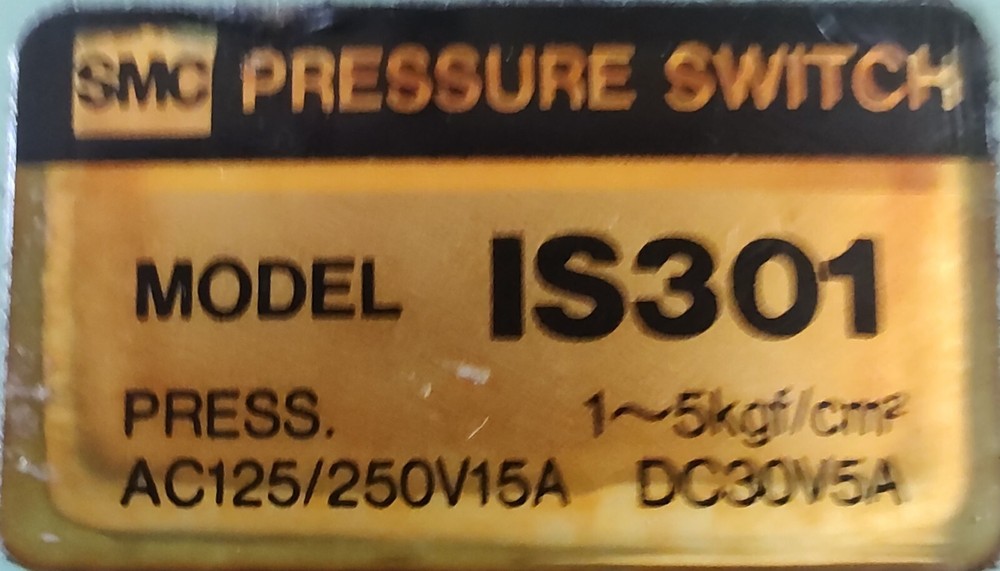 SMC PRESSURE SWITCH
MODEL IS301
PRESS. 1～5kgf/cm²
AC125/250V15A DC30V5A